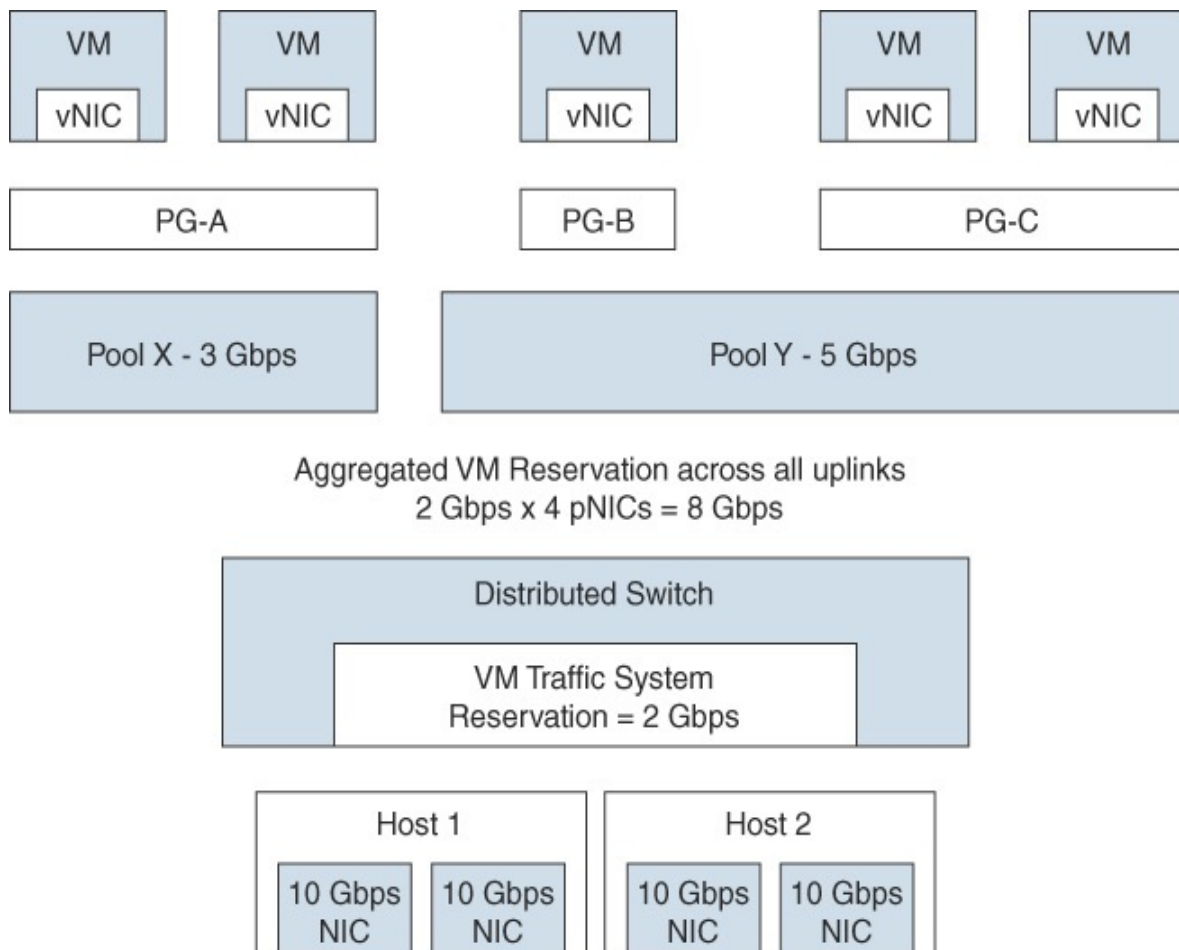 VM
VM
VM
VM
VM
vNIC
vNIC
vNIC
vNIC
vNIC
PG-A
PG-B
PG-C
Pool X - 3 Gbps
Pool Y - 5 Gbps
Aggregated VM Reservation across all uplinks
2 Gbps x 4 pNICs = 8 Gbps
Distributed Switch
VM Traffic System
Reservation = 2 Gbps
Host 1
Host 2
10 Gbps
NIC
10 Gbps
NIC
10 Gbps
NIC
10 Gbps
NIC